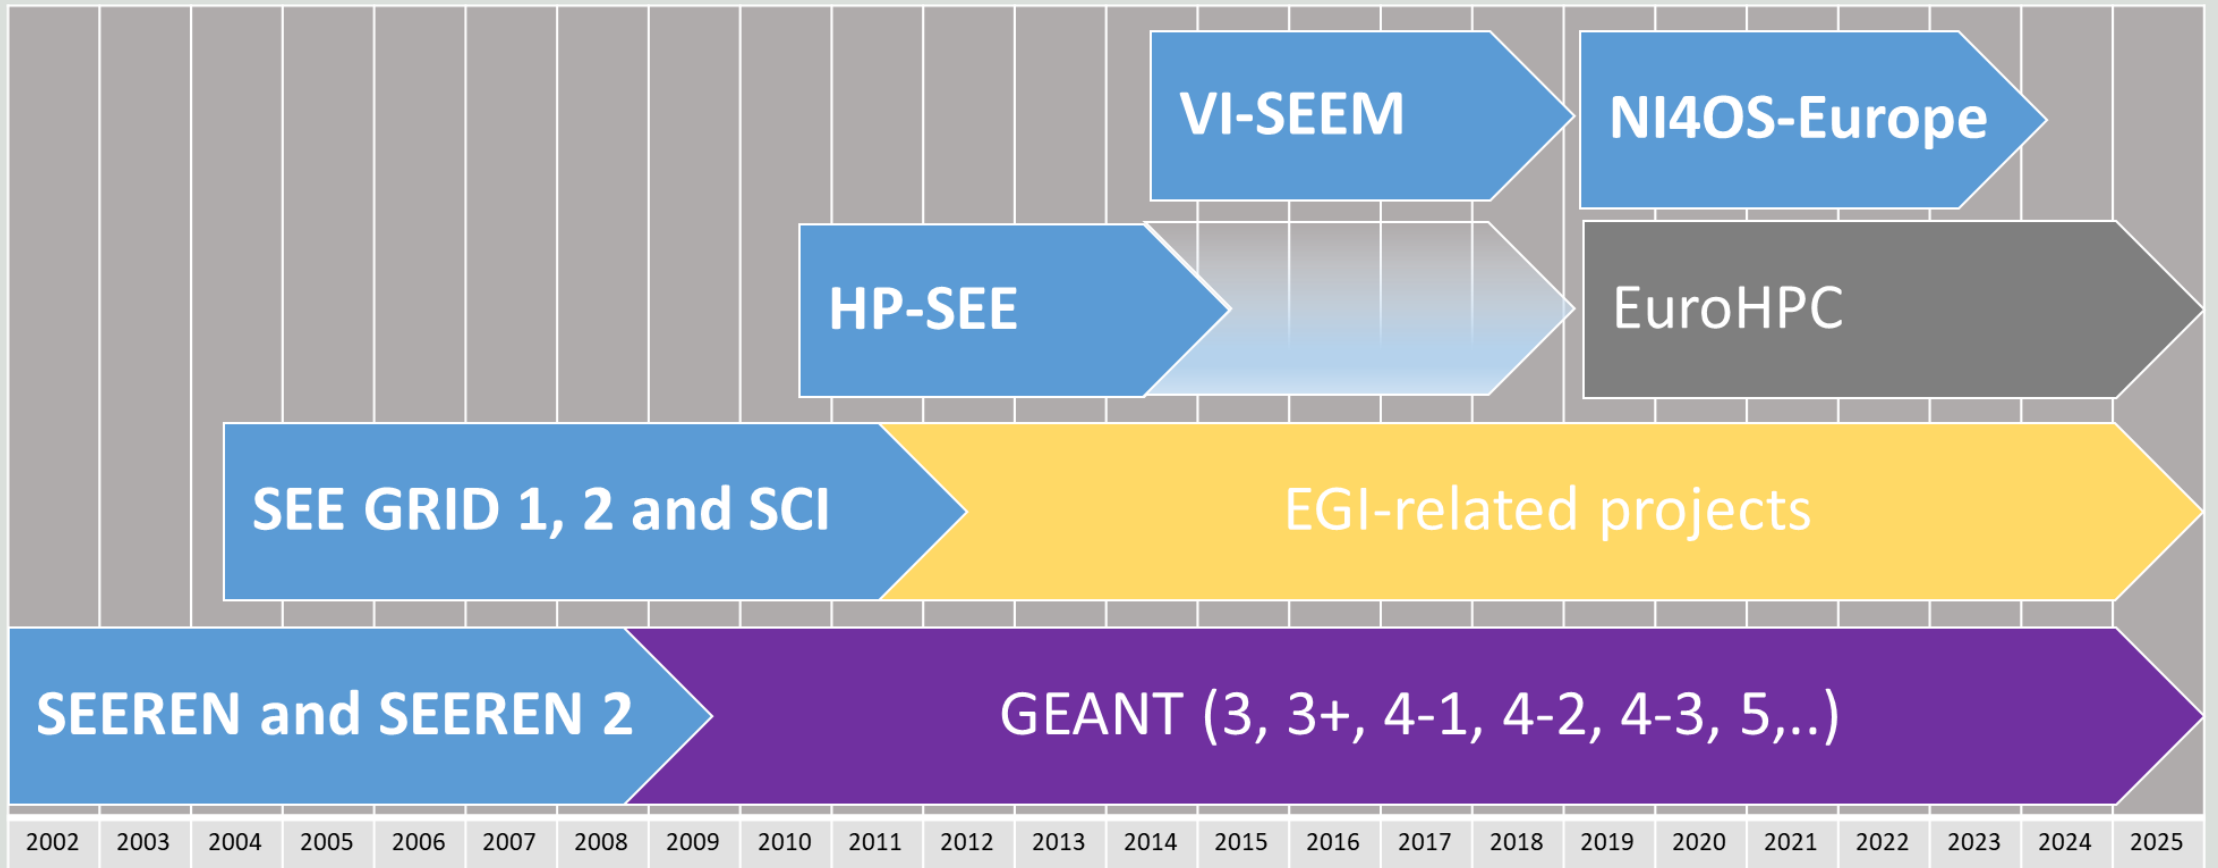 VI-SEEM
NI4OS-Europe
HP-SEE
EuroHPC
SEE GRID 1, 2 and SCI
EGI-related projects
SEEREN and SEEREN 2
GEANT (3, 3+, 4-1, 4-2, 4-3, 5,..)
2002 2003 2004 2005 2006 2007 2008 2009 2010 2011 2012 2013 2014 2015 2016 2017 2018 2019 2020 2021 2022 2023 2024 2025